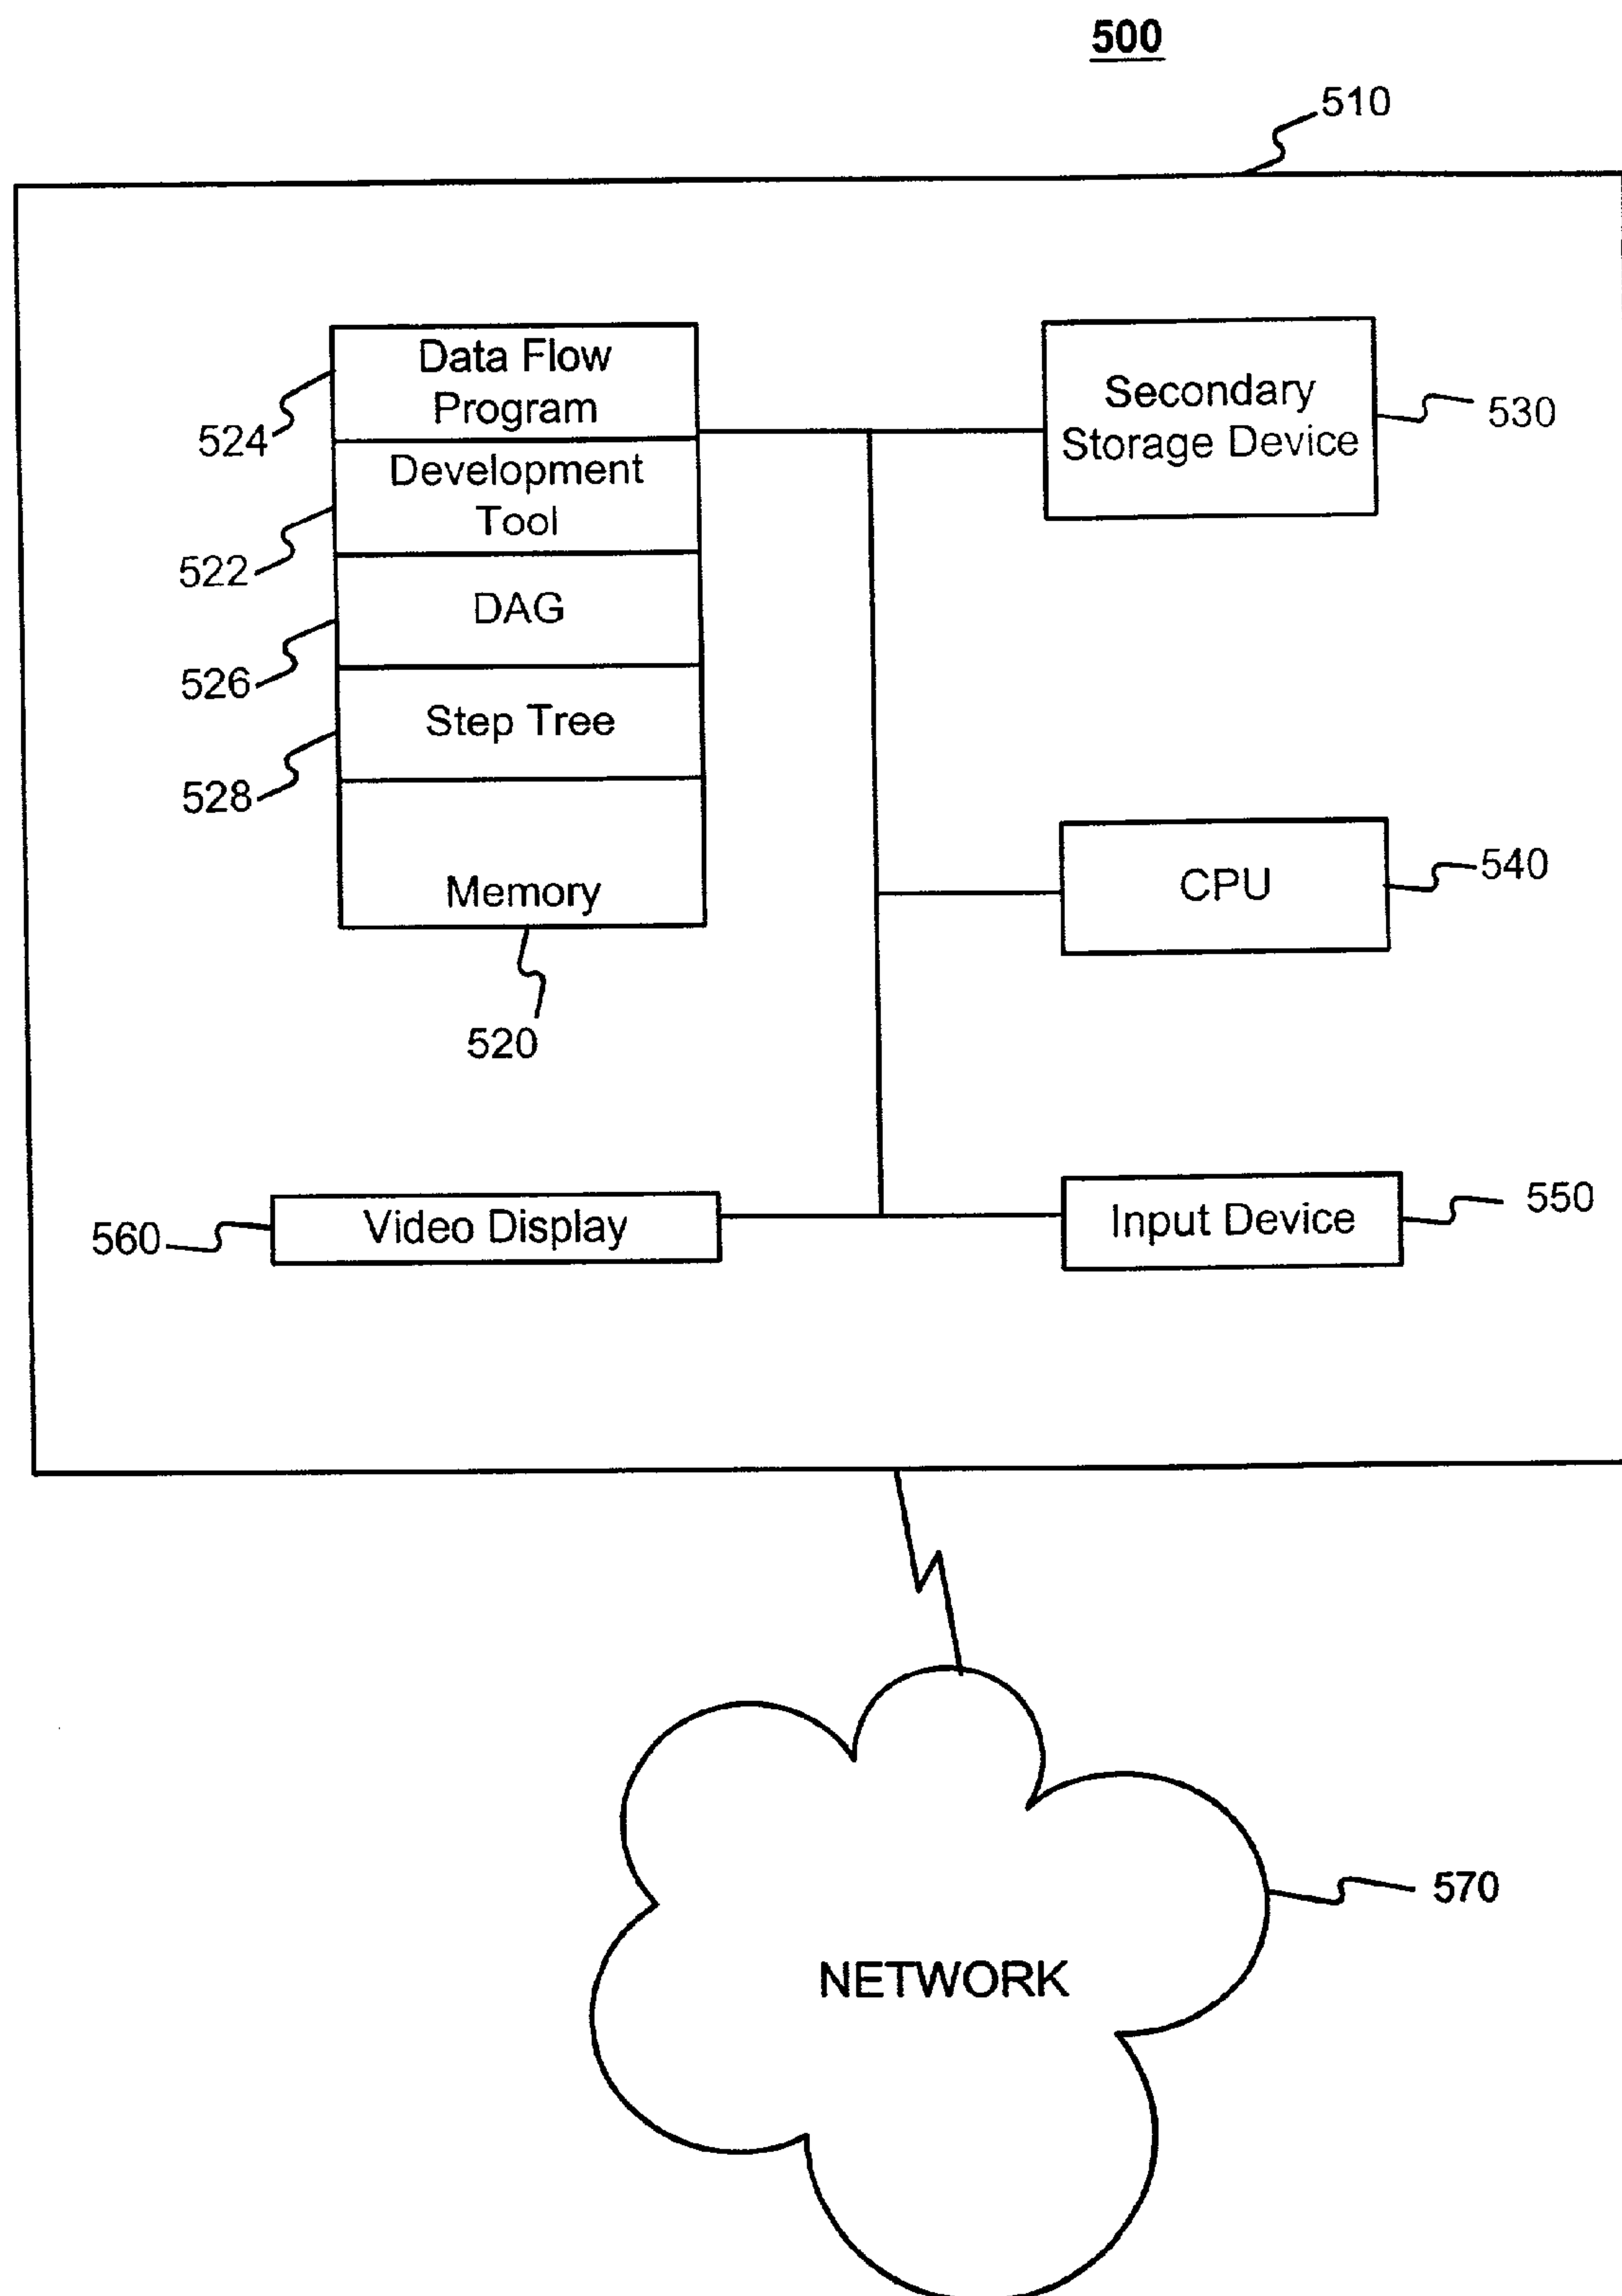 500
510
Data Flow
Program
524
Development
Tool
522
DAG
526
Step Tree
528
Memory
520
Secondary
Storage Device
530
CPU
540
Video Display
560
Input Device
550
NETWORK
570